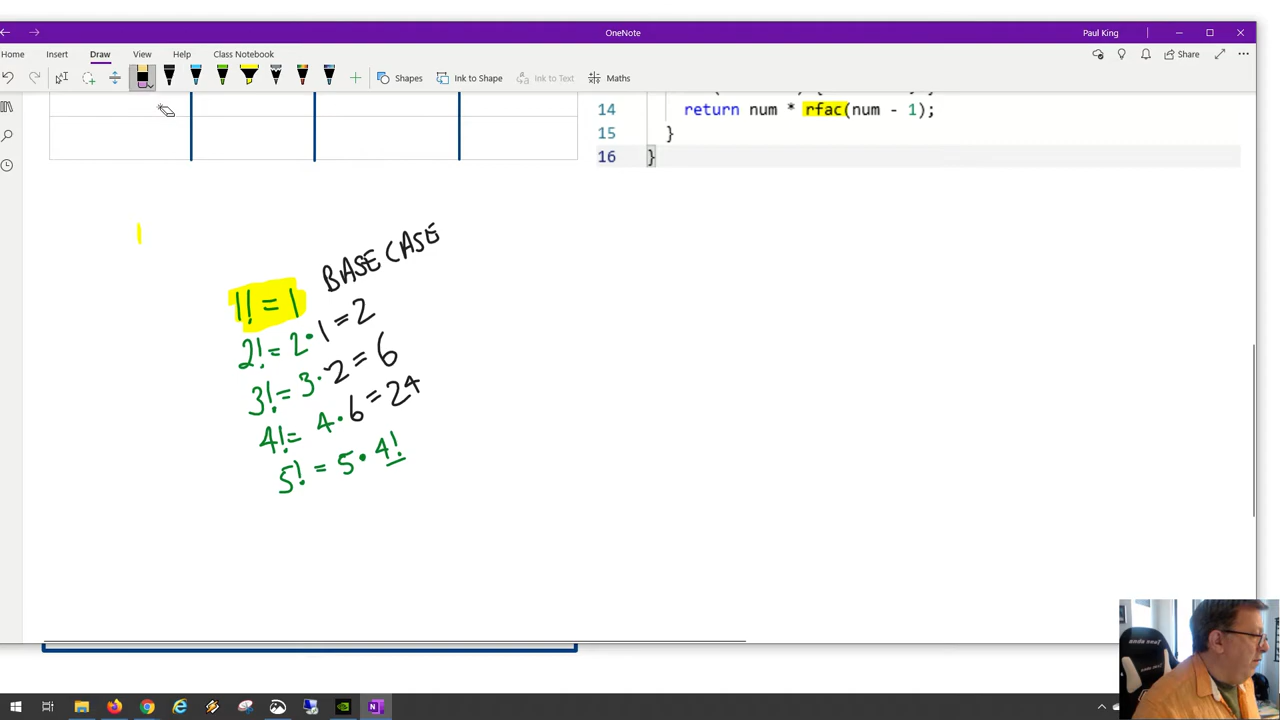 OneNote
Paul King
Home Insert Draw View Help Class Notebook
Share
Shapes Ink to Shape Ink to Text Maths
14 return num * rfac(num - 1);
15 }
16 }
BASE CASE
1! = 1
2! = 2 · 1 = 2
3! = 3 · 2 = 6
4! = 4 · 6 = 24
5! = 5 · 4!